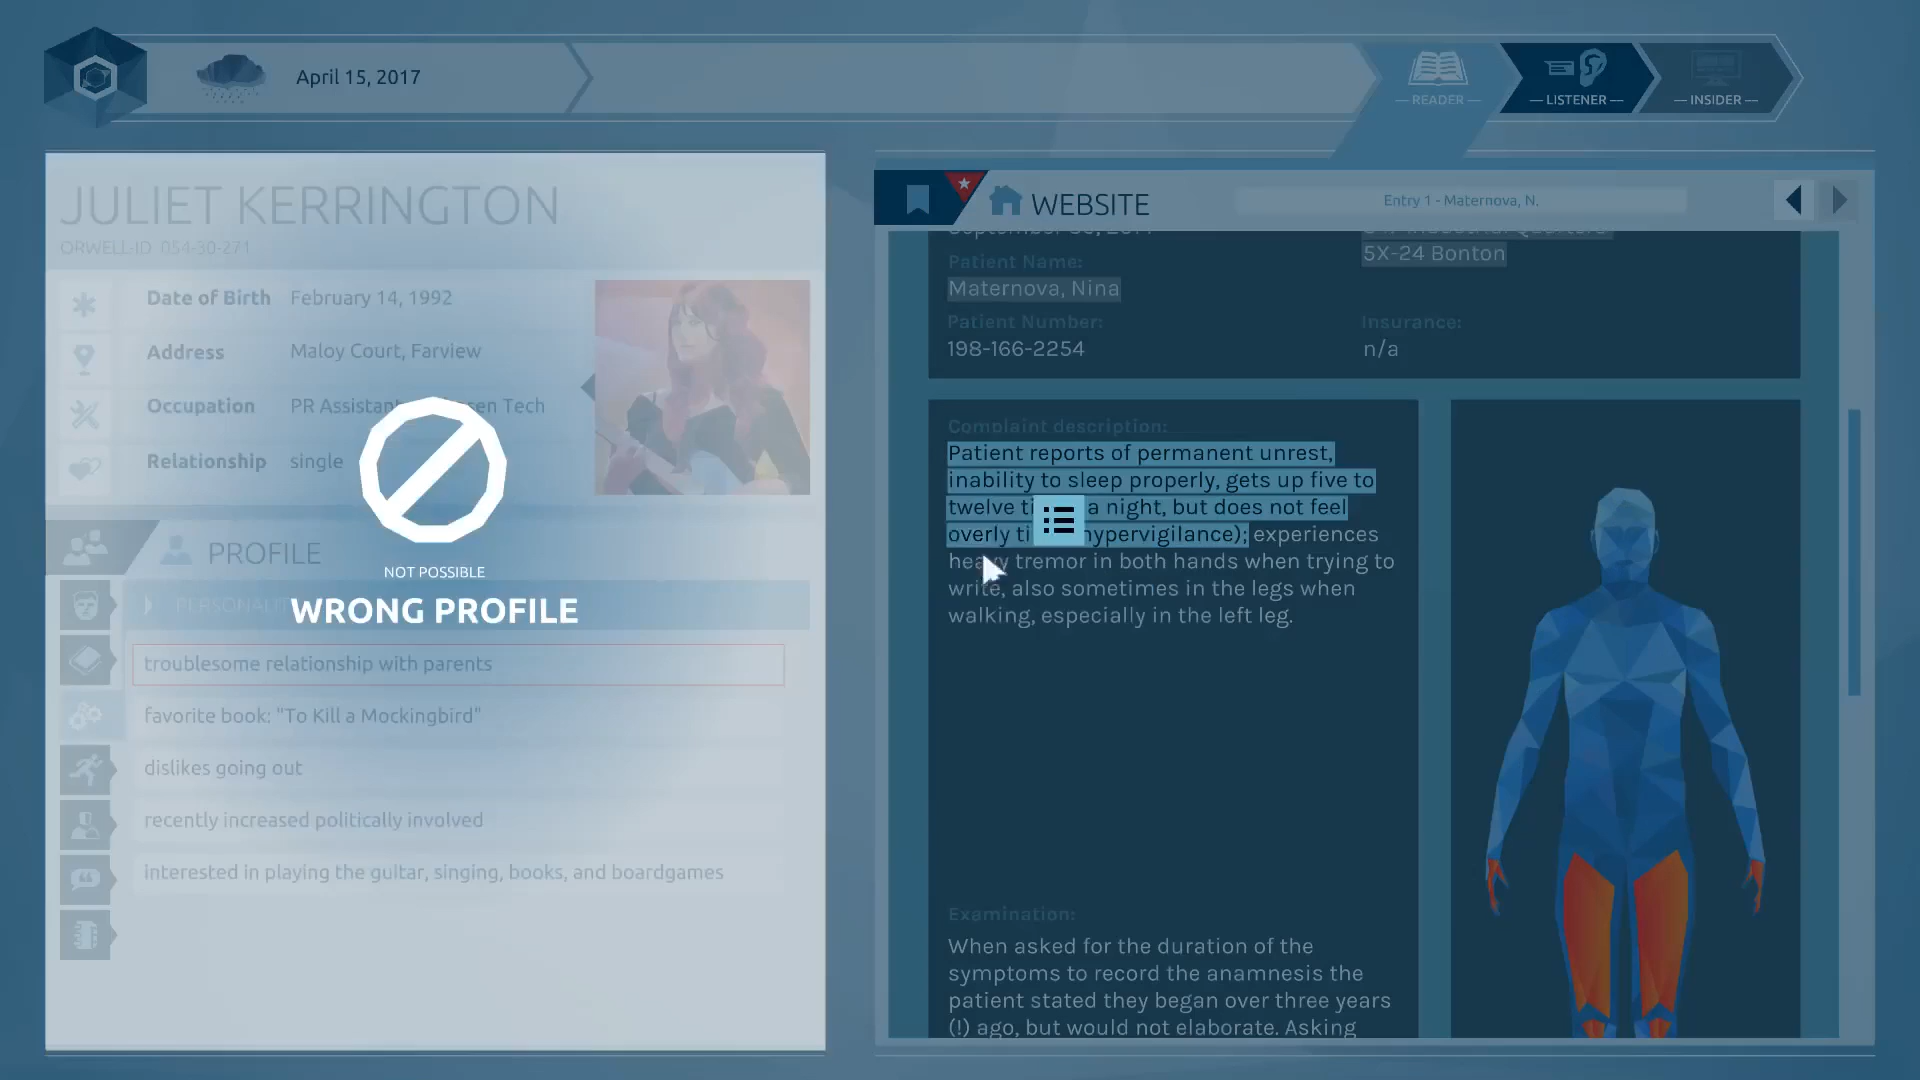 April 15, 2017
— READER —
— LISTENER —
— INSIDER —
JULIET KERRINGTON
ORWELL-ID 054-30-271
Date of Birth February 14, 1992
Address Maloy Court, Farview
Occupation PR Assistant Tech
Relationship single
PROFILE
NOT POSSIBLE
WRONG PROFILE
troublesome relationship with parents
favorite book: "To Kill a Mockingbird"
dislikes going out
recently increased politically involved
interested in playing the guitar, singing, books, and boardgames
WEBSITE
Entry 1 - Maternova, N.
5X-24 Bonton
Patient Name:
Maternova, Nina
Patient Number: Insurance:
198-166-2254 n/a
Complaint description:
Patient reports of permanent unrest,
inability to sleep properly, gets up five to
twelve a night, but does not feel
overly hypervigilance); experiences
heavy tremor in both hands when trying to
write, also sometimes in the legs when
walking, especially in the left leg.
Examination:
When asked for the duration of the
symptoms to record the anamnesis the
patient stated they began over three years
(!) ago, but would not elaborate. Asking